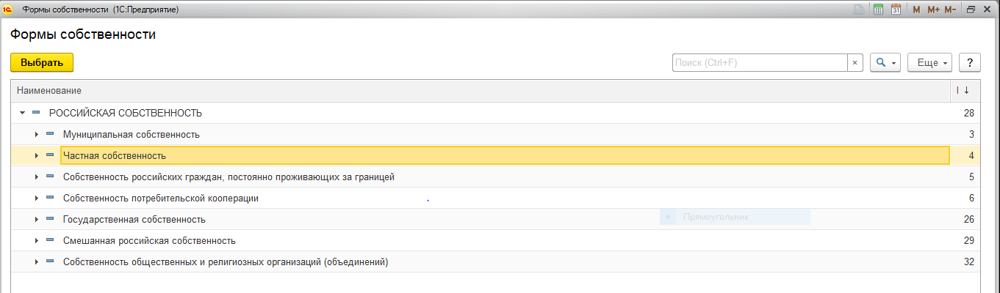 1С Формы собственности (1С:Предприятие) 31 M M+ M-
Формы собственности
Выбрать Поиск (Ctrl+F) × Еще ?
Наименование
РОССИЙСКАЯ СОБСТВЕННОСТЬ 28
Муниципальная собственность 3
Частная собственность 4
Собственность российских граждан, постоянно проживающих за границей 5
Собственность потребительской кооперации 6
Прямоугольник
Государственная собственность 26
Смешанная российская собственность 29
Собственность общественных и религиозных организаций (объединений) 32